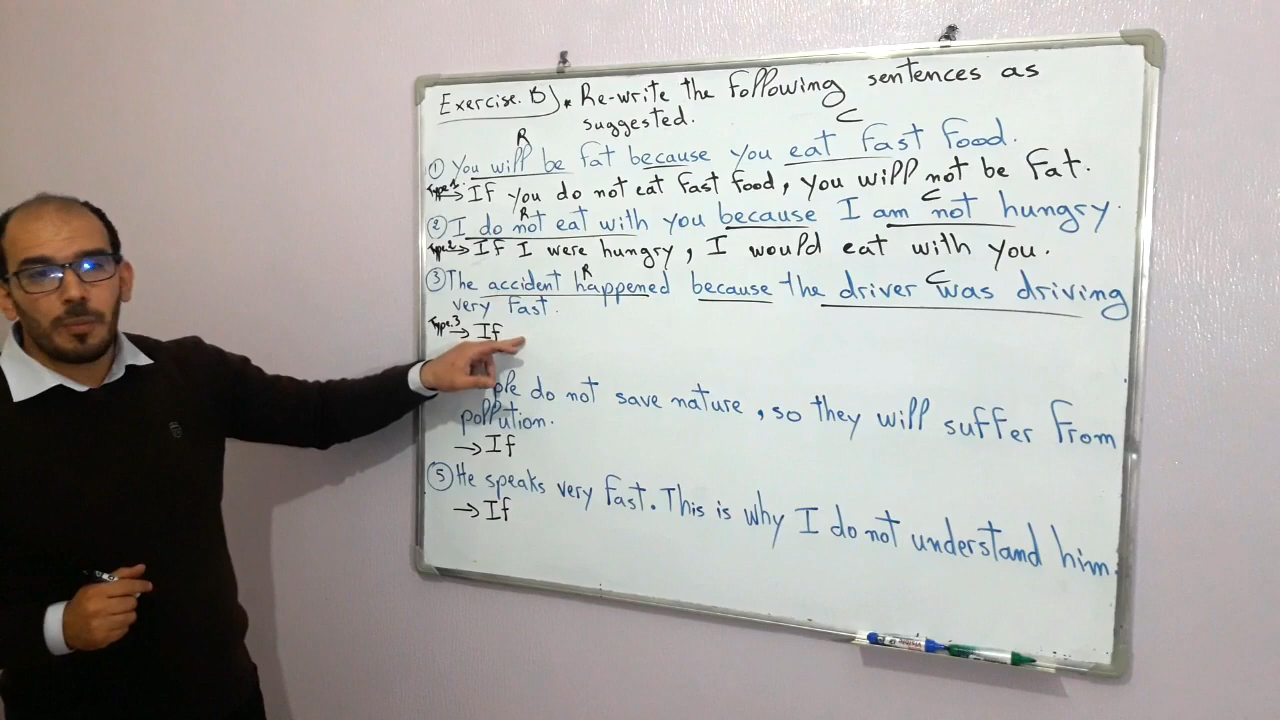 Exercise. B) * Re-write the following sentences as
suggested.
R C
① You will be fat because you eat fast food.
Type.1 → If you do not eat fast food, you will not be fat.
R C
② I do not eat with you because I am not hungry.
Type.2 → If I were hungry, I would eat with you.
R C
③ The accident happened because the driver was driving
very fast.
Type.3 → If
ple do not save nature, so they will suffer from
pollution.
→ If
⑤ He speaks very fast. This is why I do not understand him.
→ If